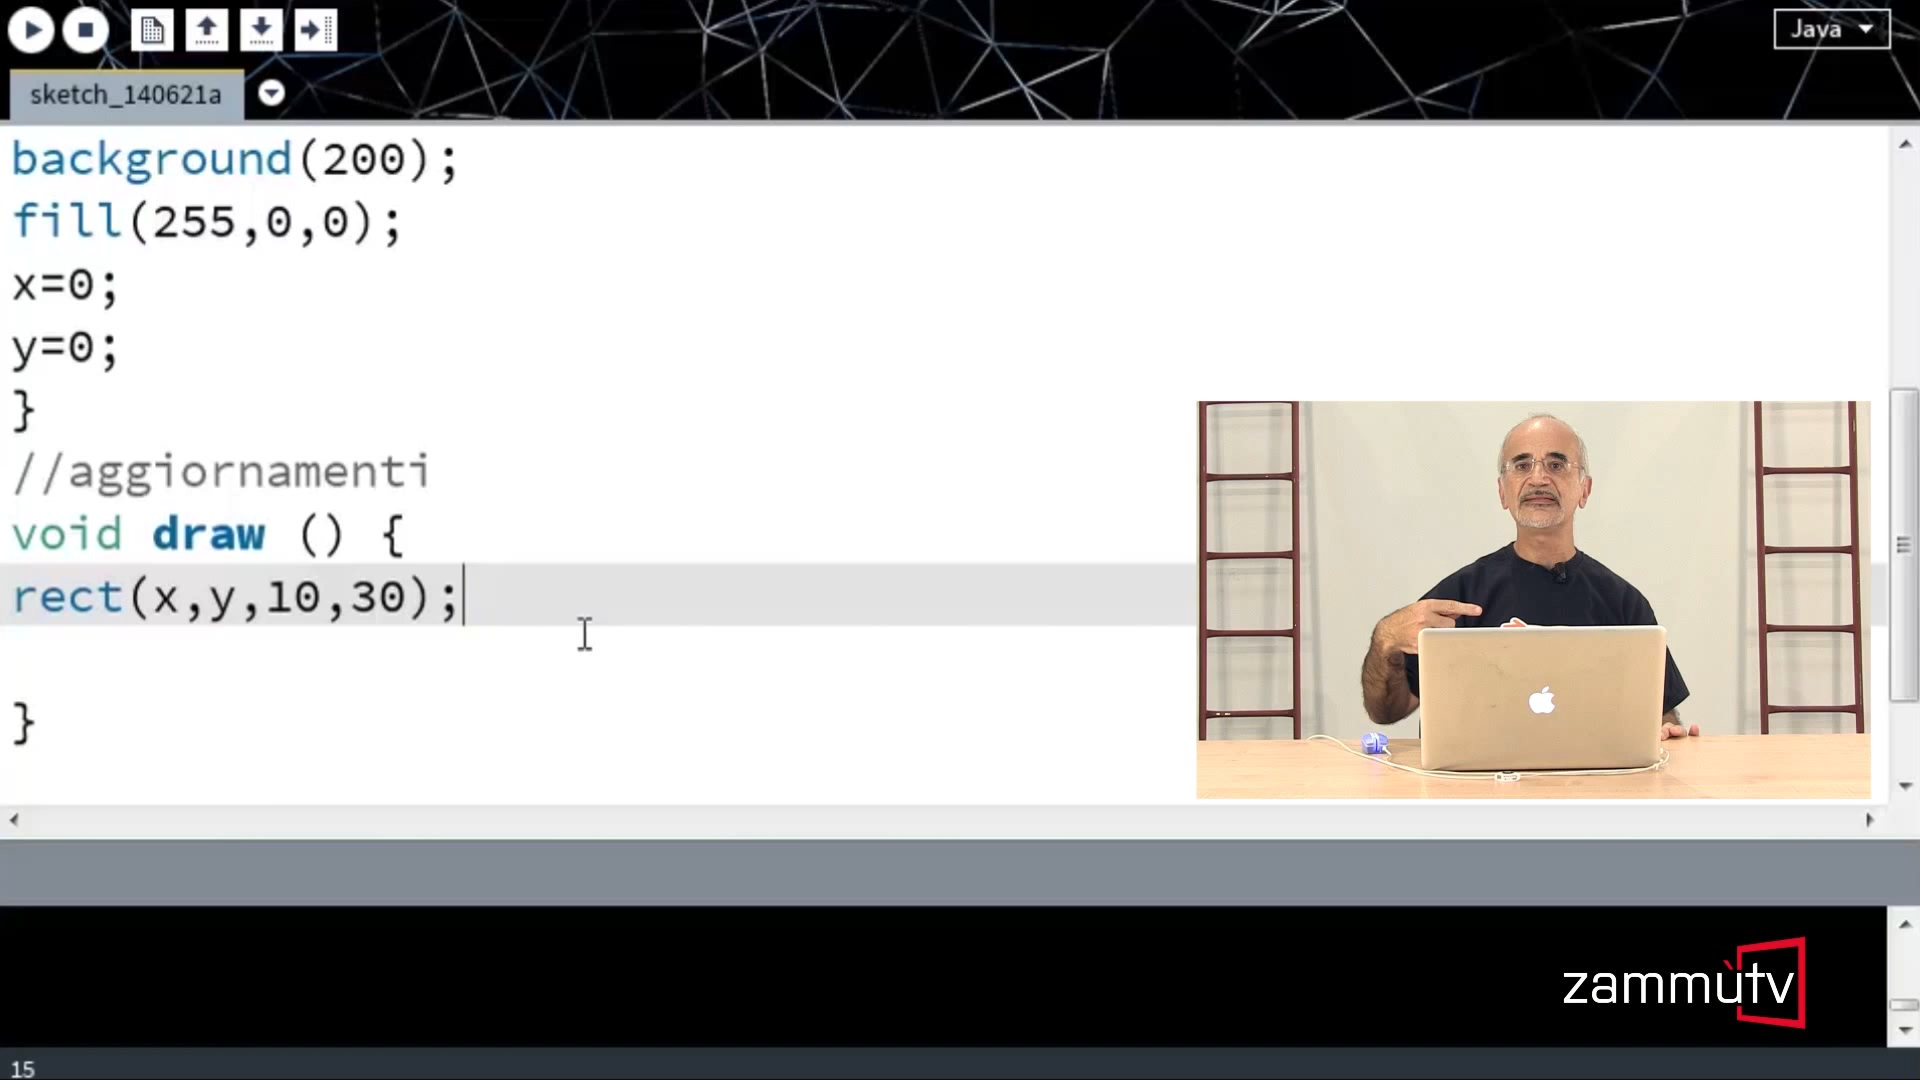 Java
sketch_140621a
background(200);
fill(255,0,0);
x=0;
y=0;
}
//aggiornamenti
void draw () {
rect(x,y,10,30);
}
zammùtv
15